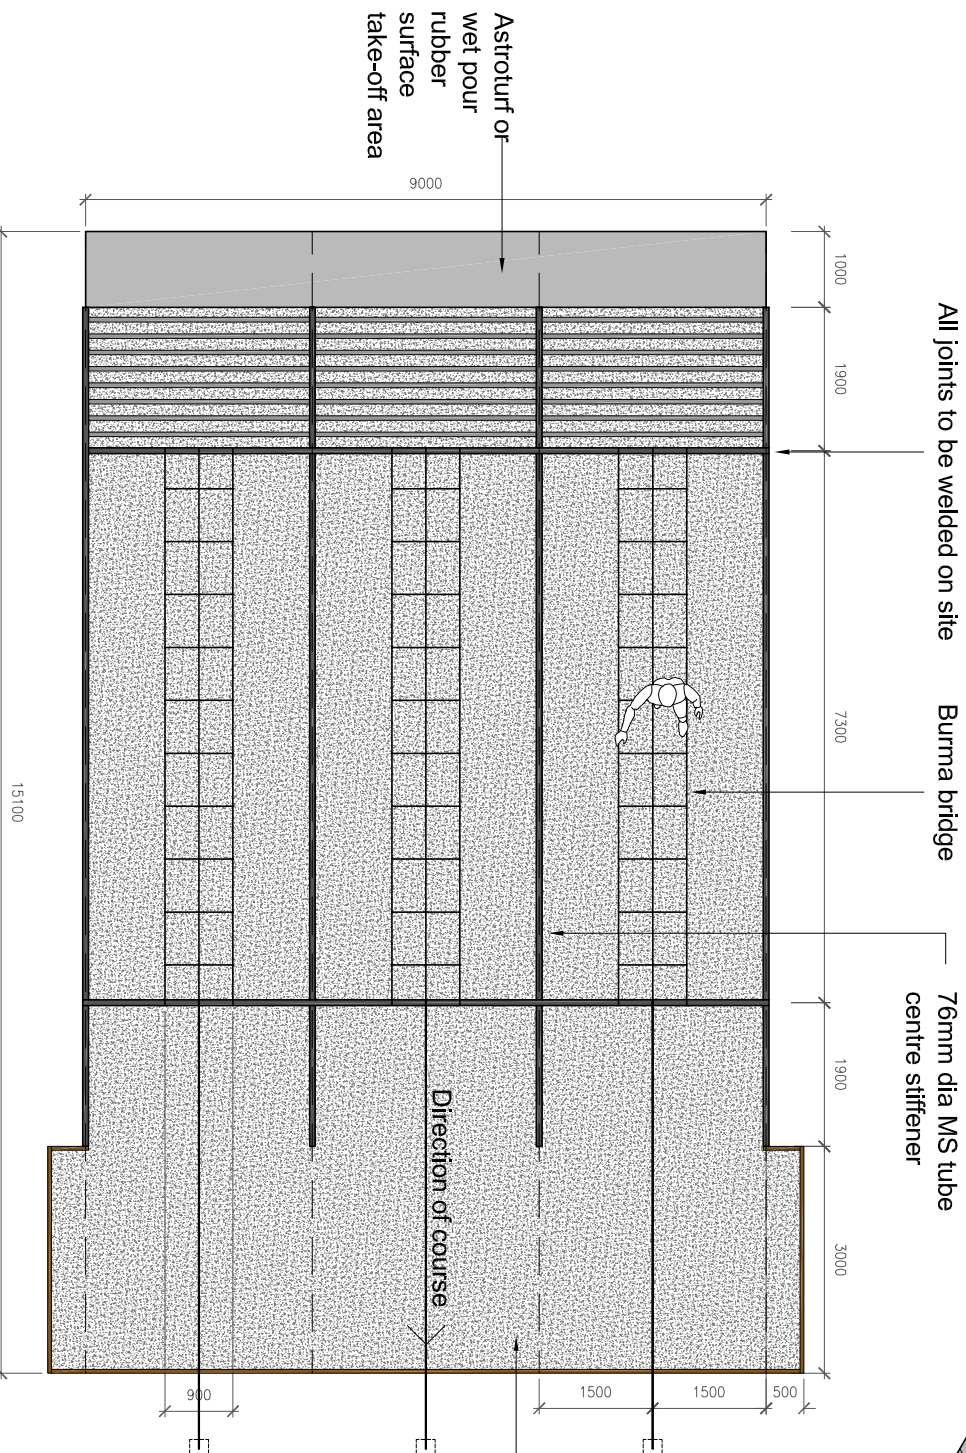 All joints to be welded on site
Burma bridge
76mm dia MS tube
centre stiffener
Astroturf or
wet pour
rubber
surface
take-off area
Direction of course
1000
1900
7300
1900
3000
9000
15100
900
1500
1500
500